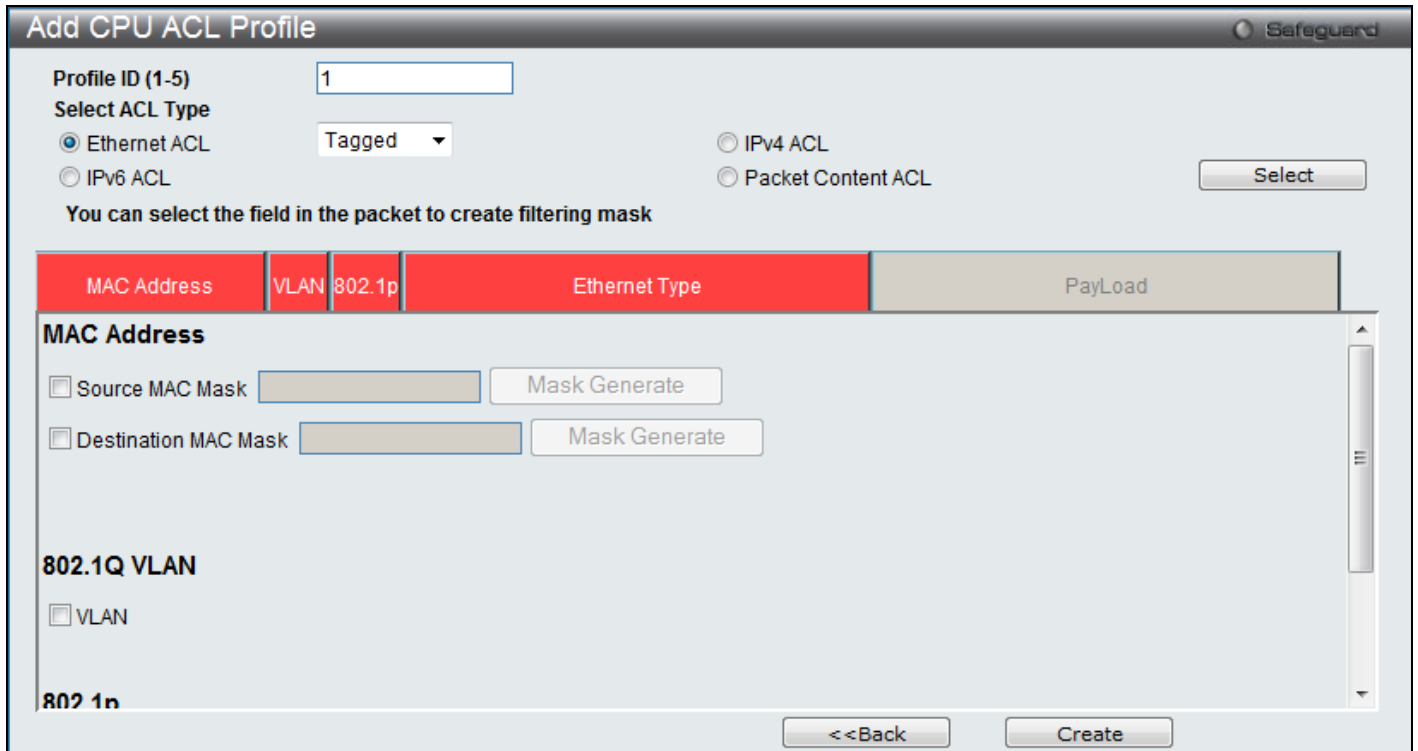 Add CPU ACL Profile
Safeguard
Profile ID (1-5)
1
Select ACL Type
Ethernet ACL
Tagged
IPv4 ACL
IPv6 ACL
Packet Content ACL
Select
You can select the field in the packet to create filtering mask
MAC Address
VLAN
802.1p
Ethernet Type
PayLoad
MAC Address
Source MAC Mask
Mask Generate
Destination MAC Mask
Mask Generate
802.1Q VLAN
VLAN
802.1p
<<Back
Create